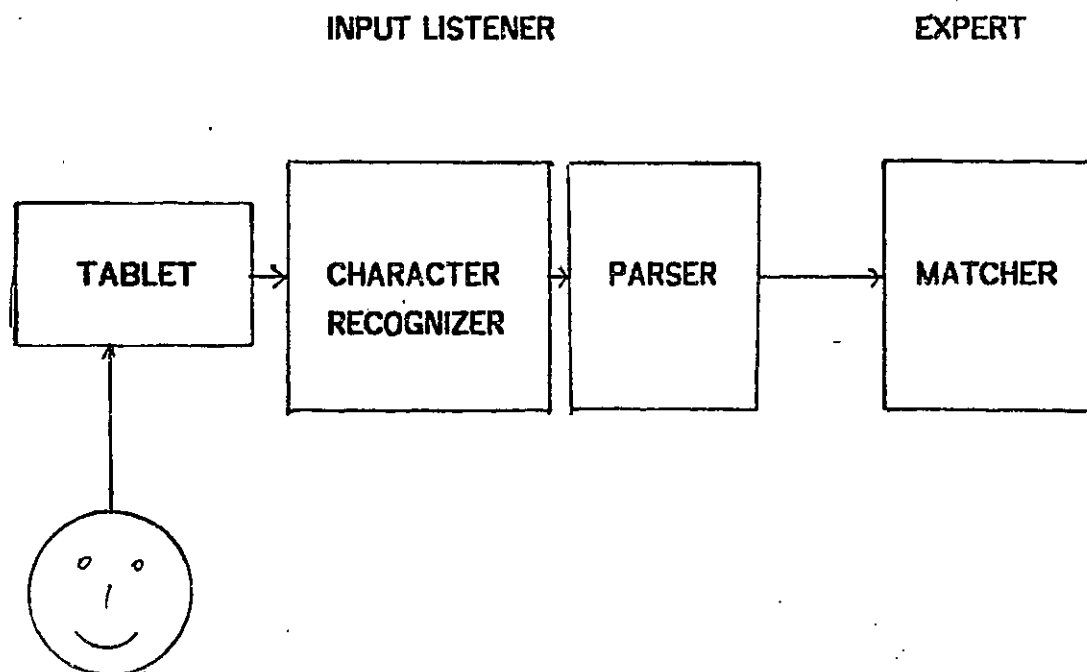 INPUT LISTENER
EXPERT
TABLET
CHARACTER
RECOGNIZER
PARSER
MATCHER